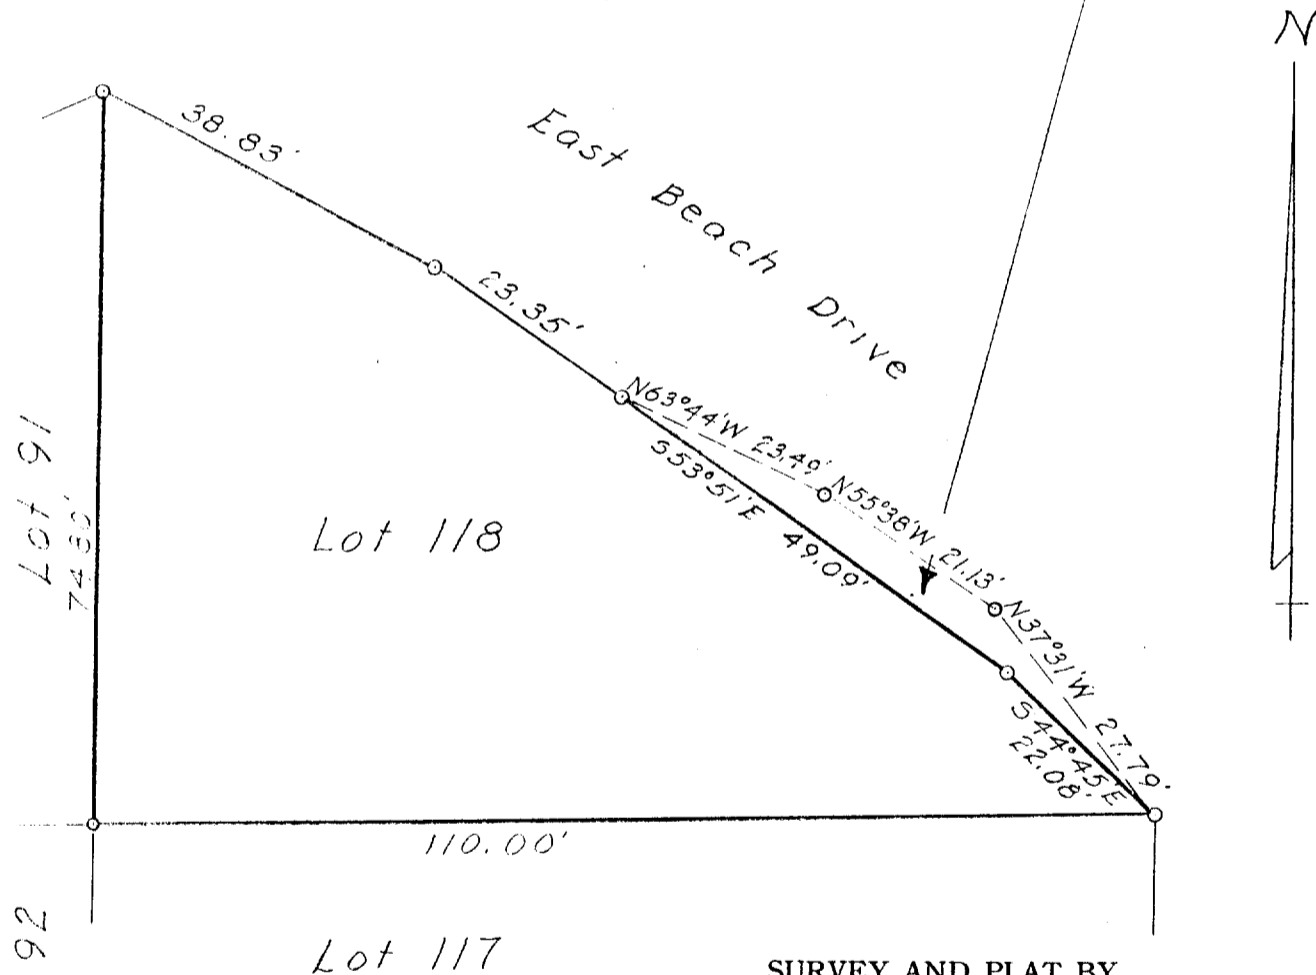 N
38.83'
East Beach Drive
23.35'
N63°44'W 23.49'
N55°38'W 21.13'
S53°51'E 49.09'
N37°31'W 27.79'
S44°45'E
22.08'
Lot 91
74.30'
Lot 118
110.00'
92
Lot 117
SURVEY AND PLAT BY